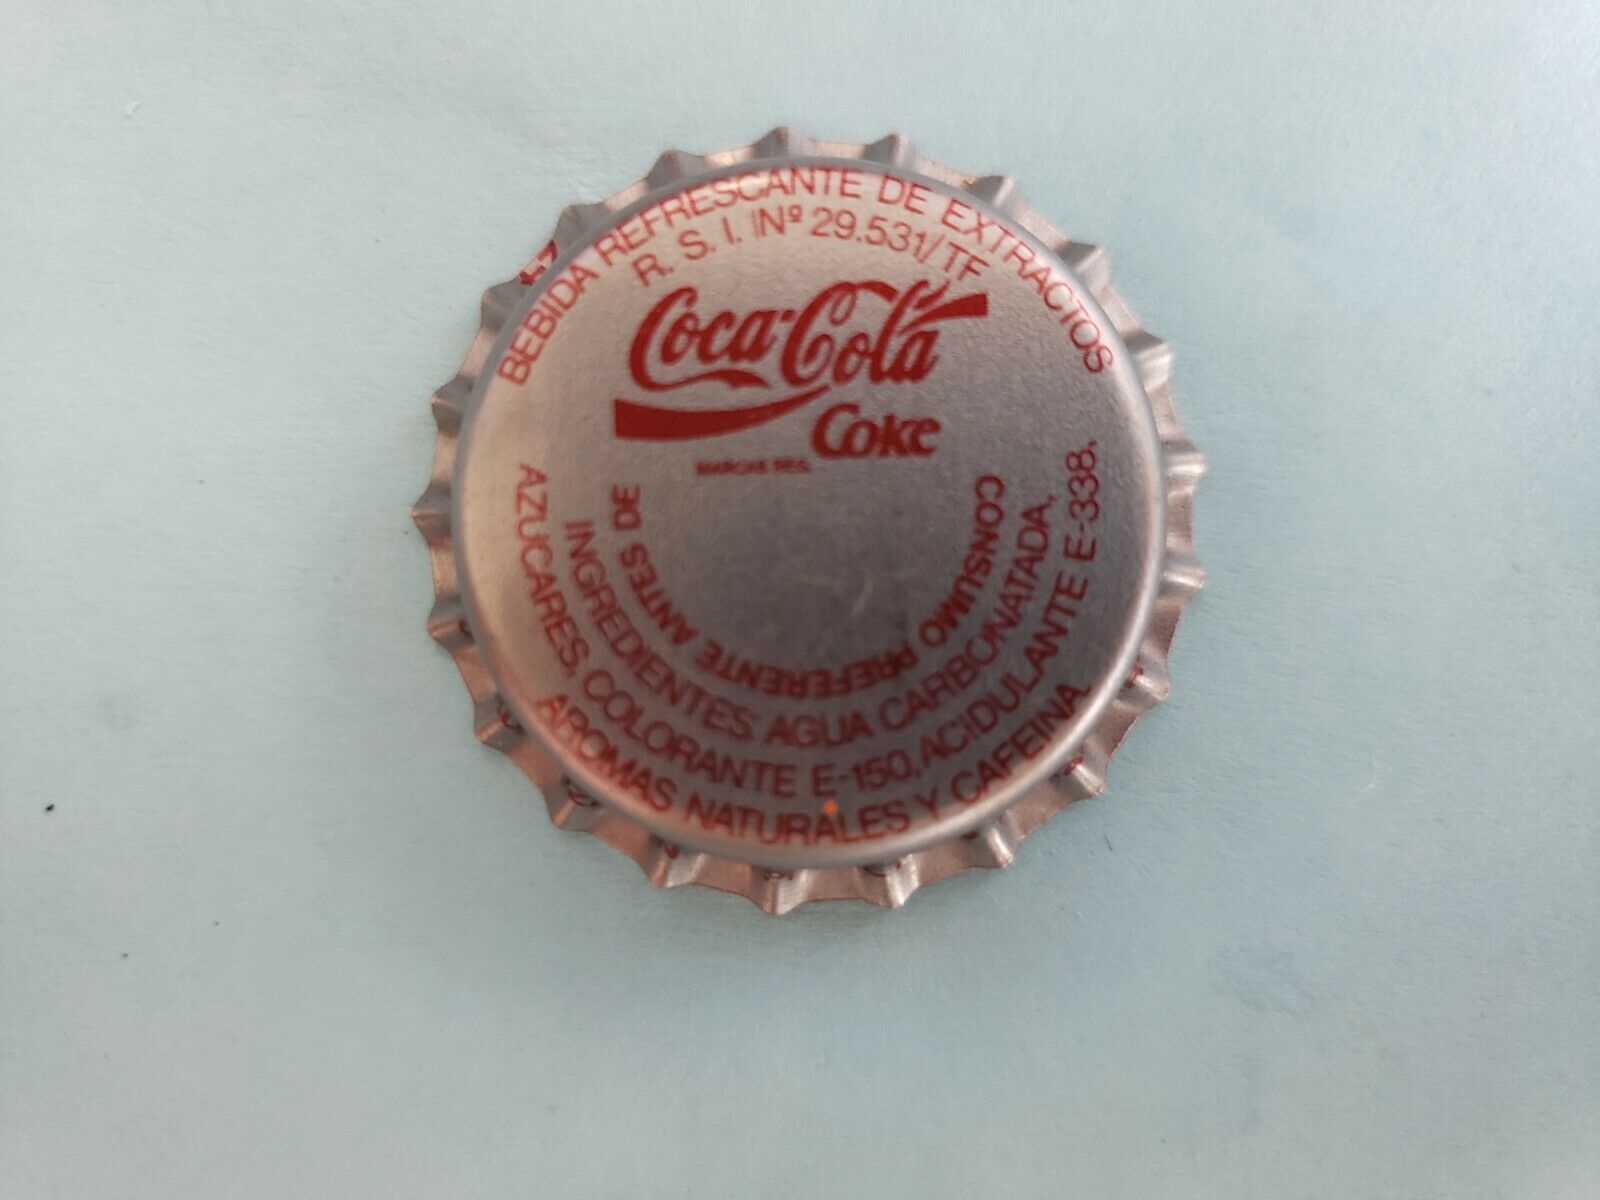 BEBIDA REFRESCANTE DE EXTRACTOS
R. S. I. Nº 29.531/TF
Coca-Cola
Coke
MARCAS REG.
CONSUMO PREFERENTE ANTES DE
INGREDIENTES: AGUA CARBONATADA,
AZUCARES, COLORANTE E-150, ACIDULANTE E-338.
AROMAS NATURALES Y CAFEINA.